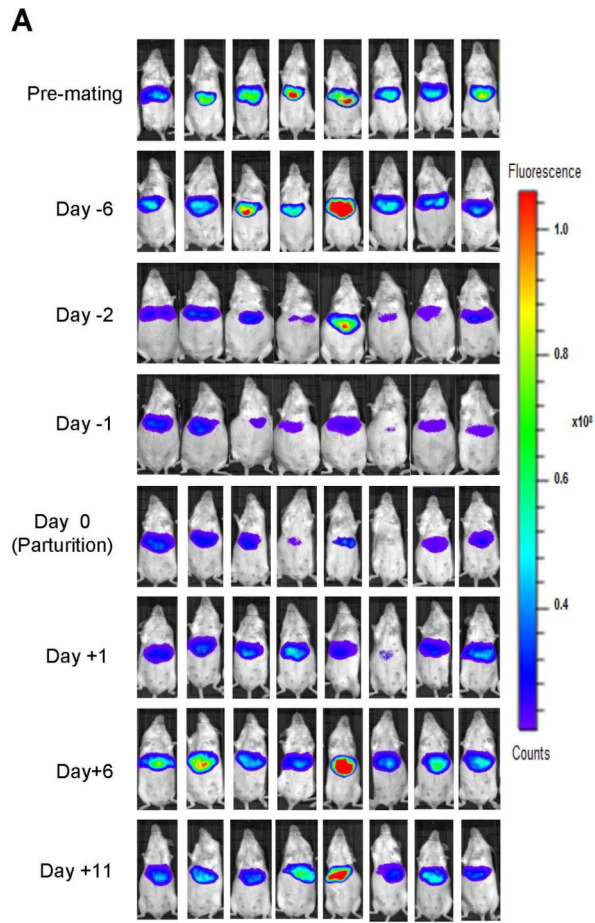 A
Pre-mating
Day -6
Day -2
Day -1
Day 0
(Parturition)
Day +1
Day+6
Day +11
Fluorescence
1.0
0.8
x10⁸
0.6
0.4
Counts